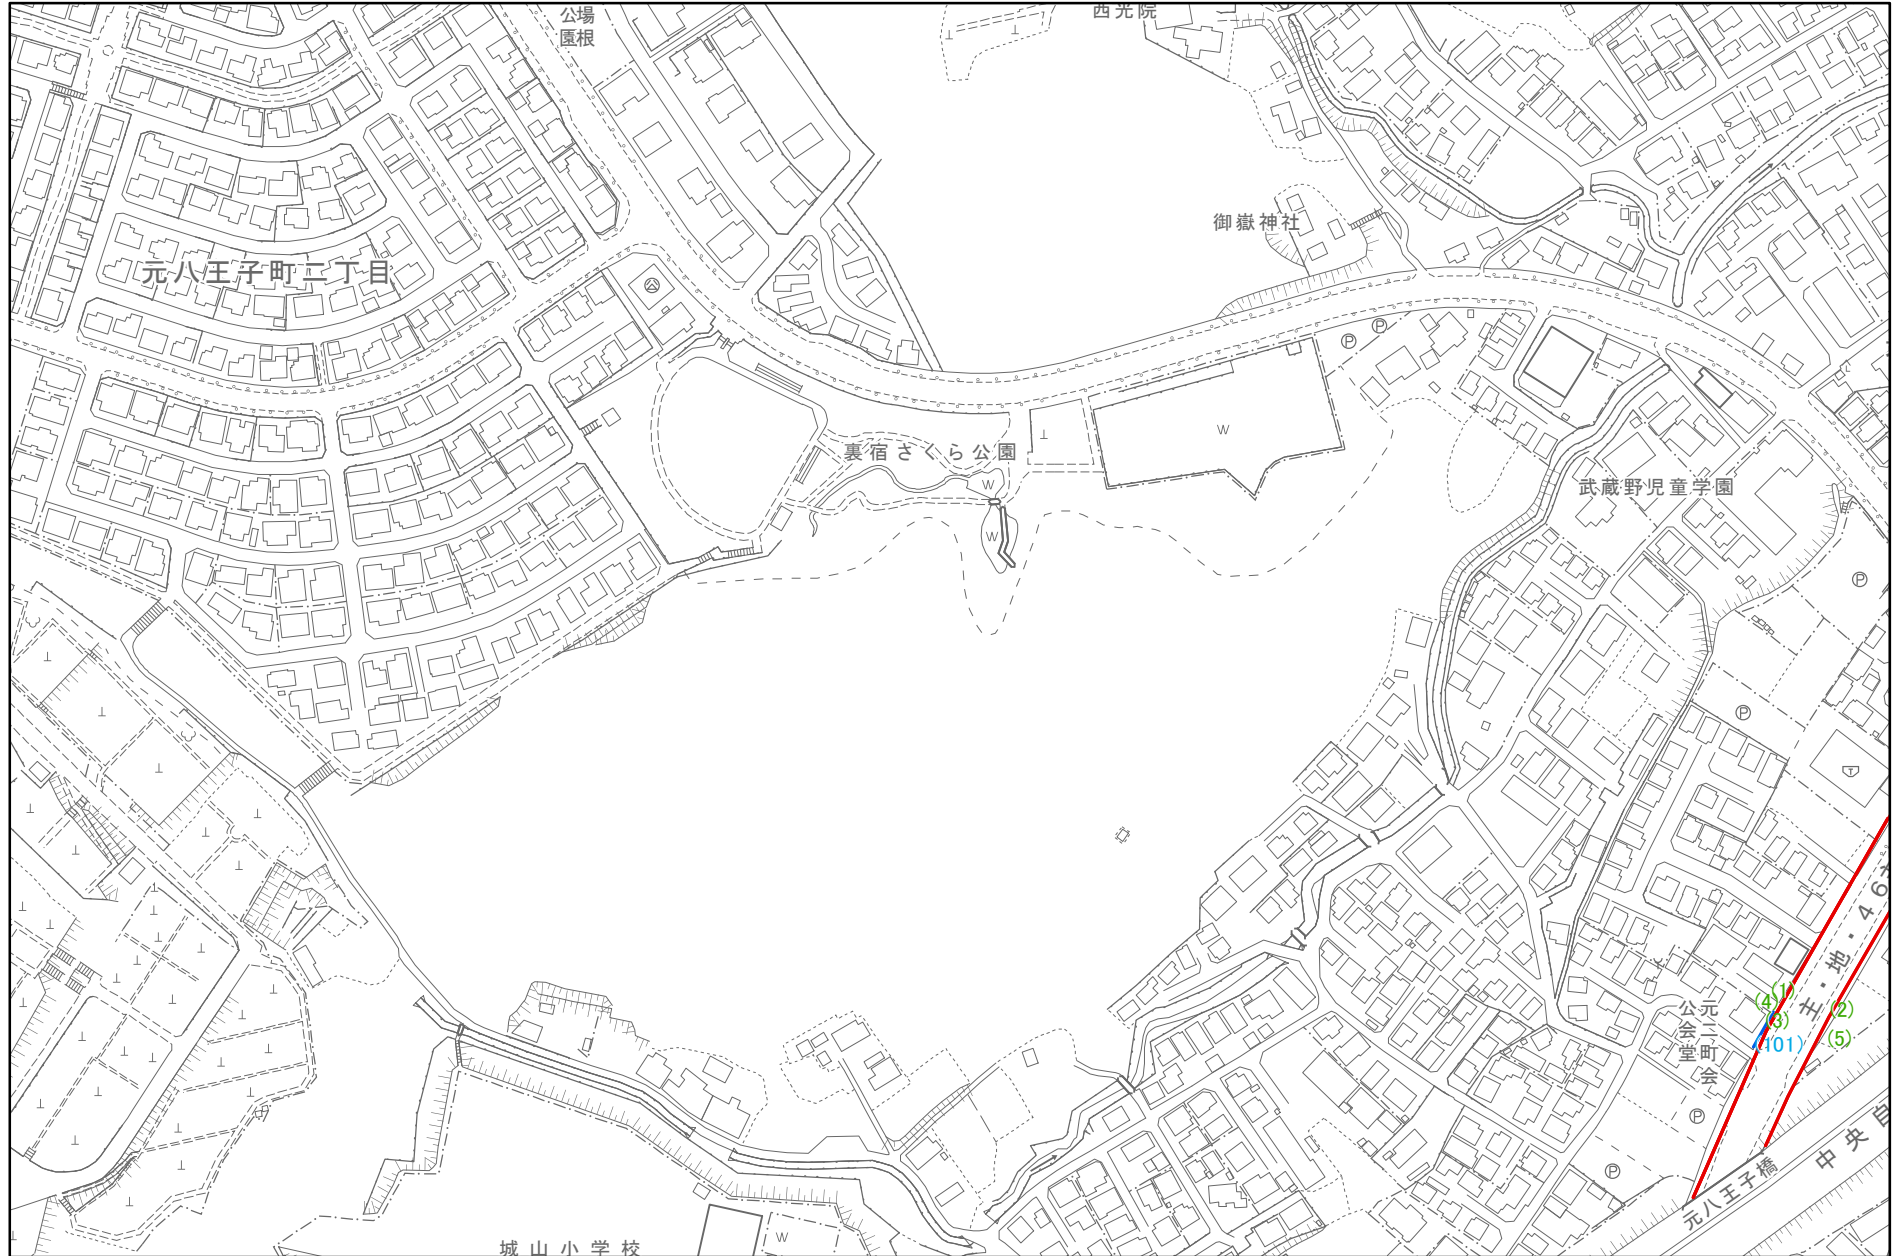 公場
園根
西光院
御嶽神社
元八王子町二丁目
裏宿さくら公園
武蔵野児童学園
P
P
P
P
P
P
W
W
W
W
主・地・46
(1)
(4)
(3)
(2)
(5)
(101)
元二町会
公会堂
中央自
元八王子橋
城山小学校